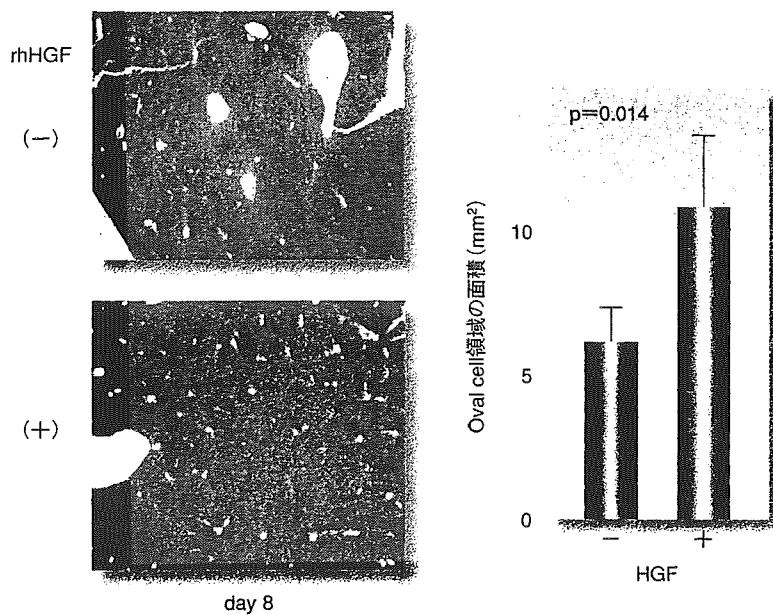 rhHGF
(−)
(+)
day 8
p=0.014
Oval cell領域の面積(mm²)
10
5
0
−
+
HGF